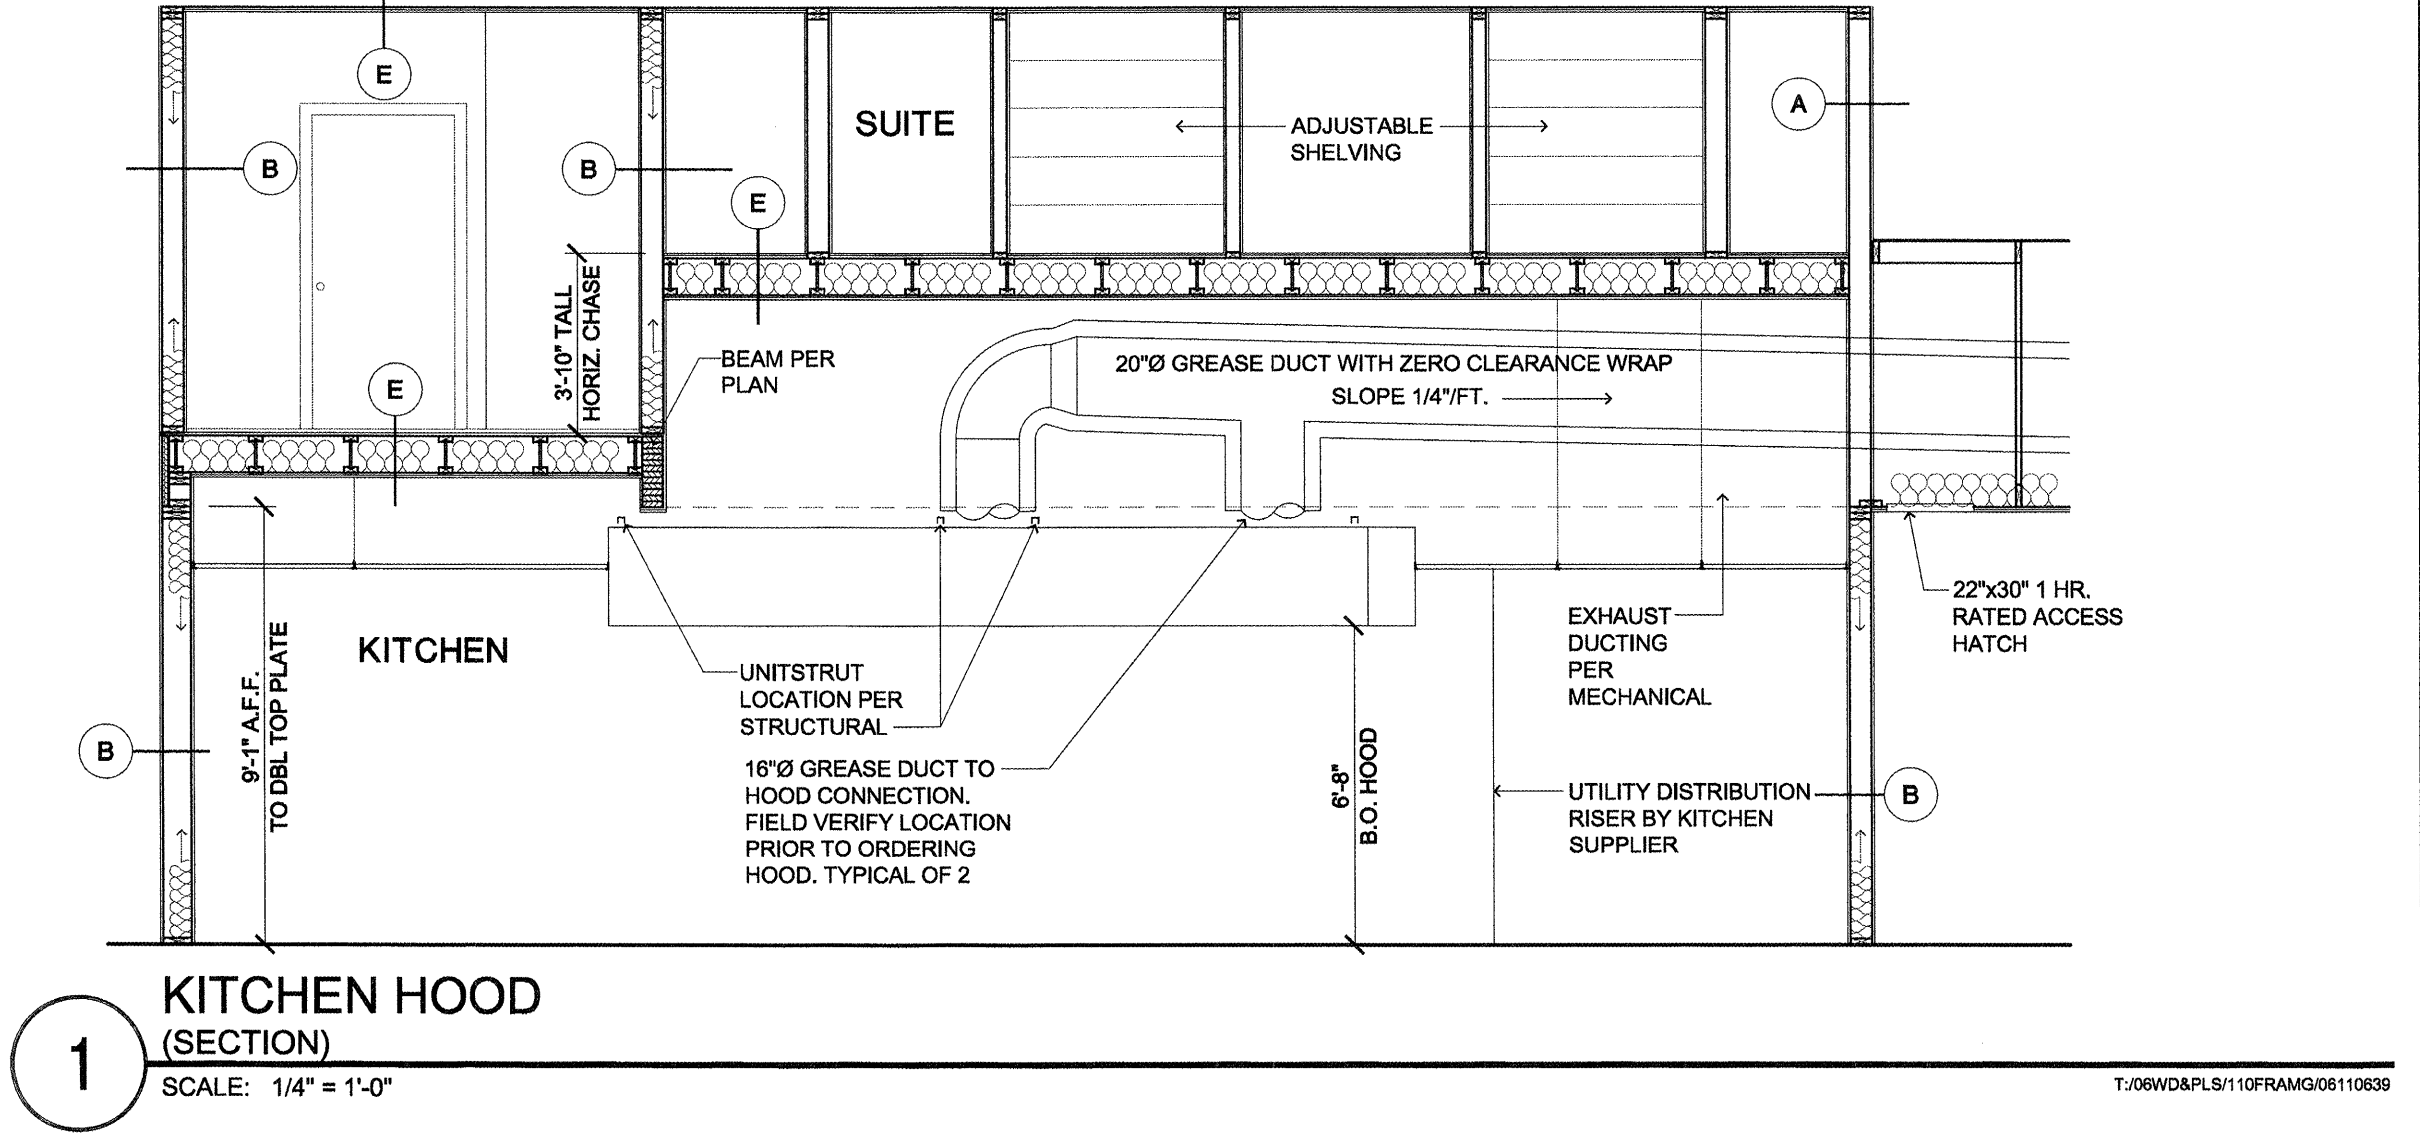 E
B
B
E
SUITE
ADJUSTABLE
SHELVING
A
3'-10" TALL
HORIZ. CHASE
BEAM PER
PLAN
E
20"Ø GREASE DUCT WITH ZERO CLEARANCE WRAP
SLOPE 1/4"/FT.
22"x30" 1 HR.
RATED ACCESS
HATCH
EXHAUST
DUCTING
PER
MECHANICAL
KITCHEN
9'-1" A.F.F.
TO DBL TOP PLATE
B
UNITSTRUT
LOCATION PER
STRUCTURAL
16"Ø GREASE DUCT TO
HOOD CONNECTION.
FIELD VERIFY LOCATION
PRIOR TO ORDERING
HOOD. TYPICAL OF 2
6'-8"
B.O. HOOD
UTILITY DISTRIBUTION
RISER BY KITCHEN
SUPPLIER
B
1
KITCHEN HOOD
(SECTION)
SCALE: 1/4" = 1'-0"
T:/06WD&PLS/110FRAMG/06110639